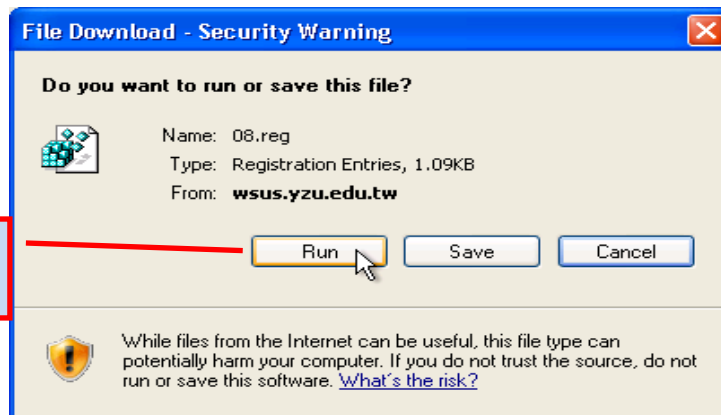 File Download - Security Warning
Do you want to run or save this file?
Name: 08.reg
Type: Registration Entries, 1.09KB
From: wsus.yzu.edu.tw
Run Save Cancel
While files from the Internet can be useful, this file type can
potentially harm your computer. If you do not trust the source, do not
run or save this software. What's the risk?